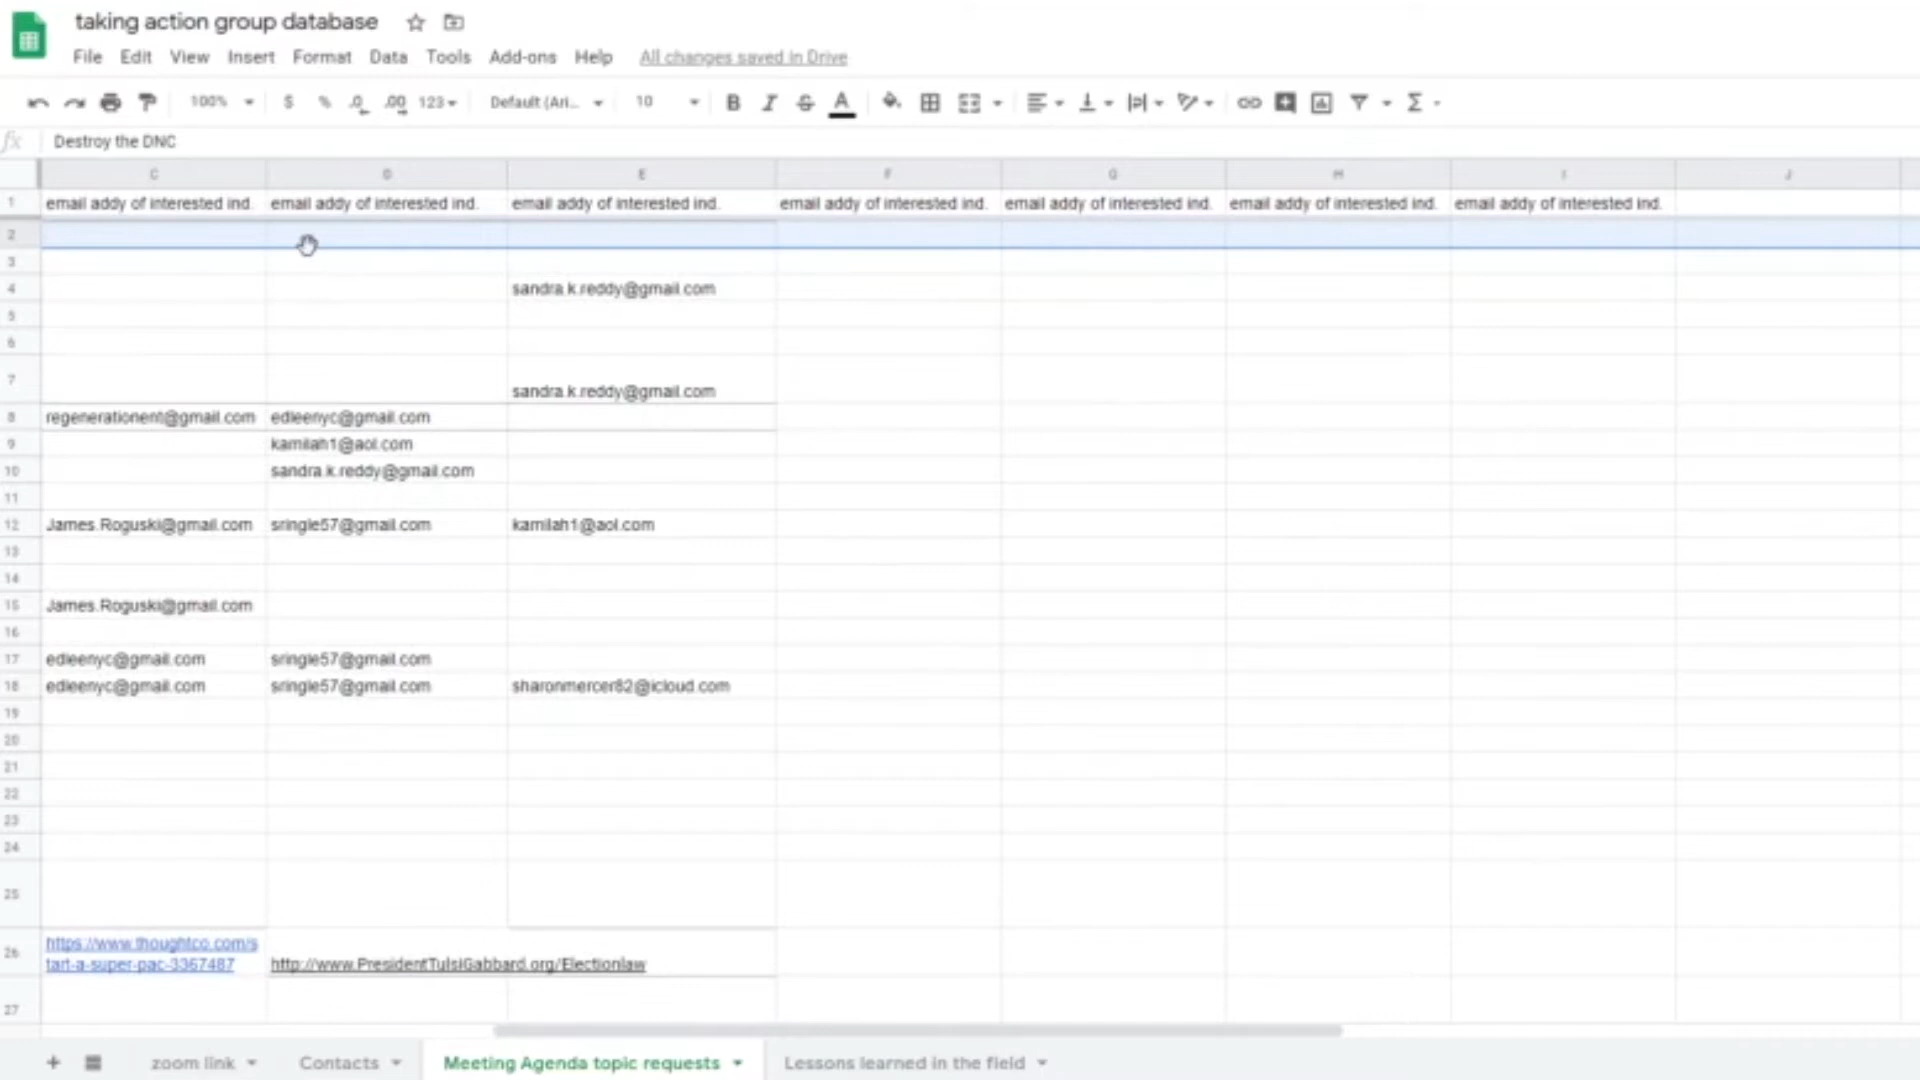 taking action group database
File Edit View Insert Format Data Tools Add-ons Help All changes saved in Drive
100% $ % .0 .00 123 Default (Ari... 10 B I S A
fx Destroy the DNC
C D E F G H I J
1 email addy of interested ind. email addy of interested ind. email addy of interested ind. email addy of interested ind. email addy of interested ind. email addy of interested ind. email addy of interested ind.
2
3
4 sandra.k.reddy@gmail.com
5
6
7 sandra.k.reddy@gmail.com
8 regenerationent@gmail.com edleenyc@gmail.com
9 kamilah1@aol.com
10 sandra.k.reddy@gmail.com
11
12 James.Roguski@gmail.com sringle57@gmail.com kamilah1@aol.com
13
14
15 James.Roguski@gmail.com
16
17 edleenyc@gmail.com sringle57@gmail.com
18 edleenyc@gmail.com sringle57@gmail.com sharonmercer82@icloud.com
19
20
21
22
23
24
25
26 https://www.thoughtco.com/s
tart-a-super-pac-3367487 http://www.PresidentTulsiGabbard.org/Electionlaw
27
zoom link Contacts Meeting Agenda topic requests Lessons learned in the field